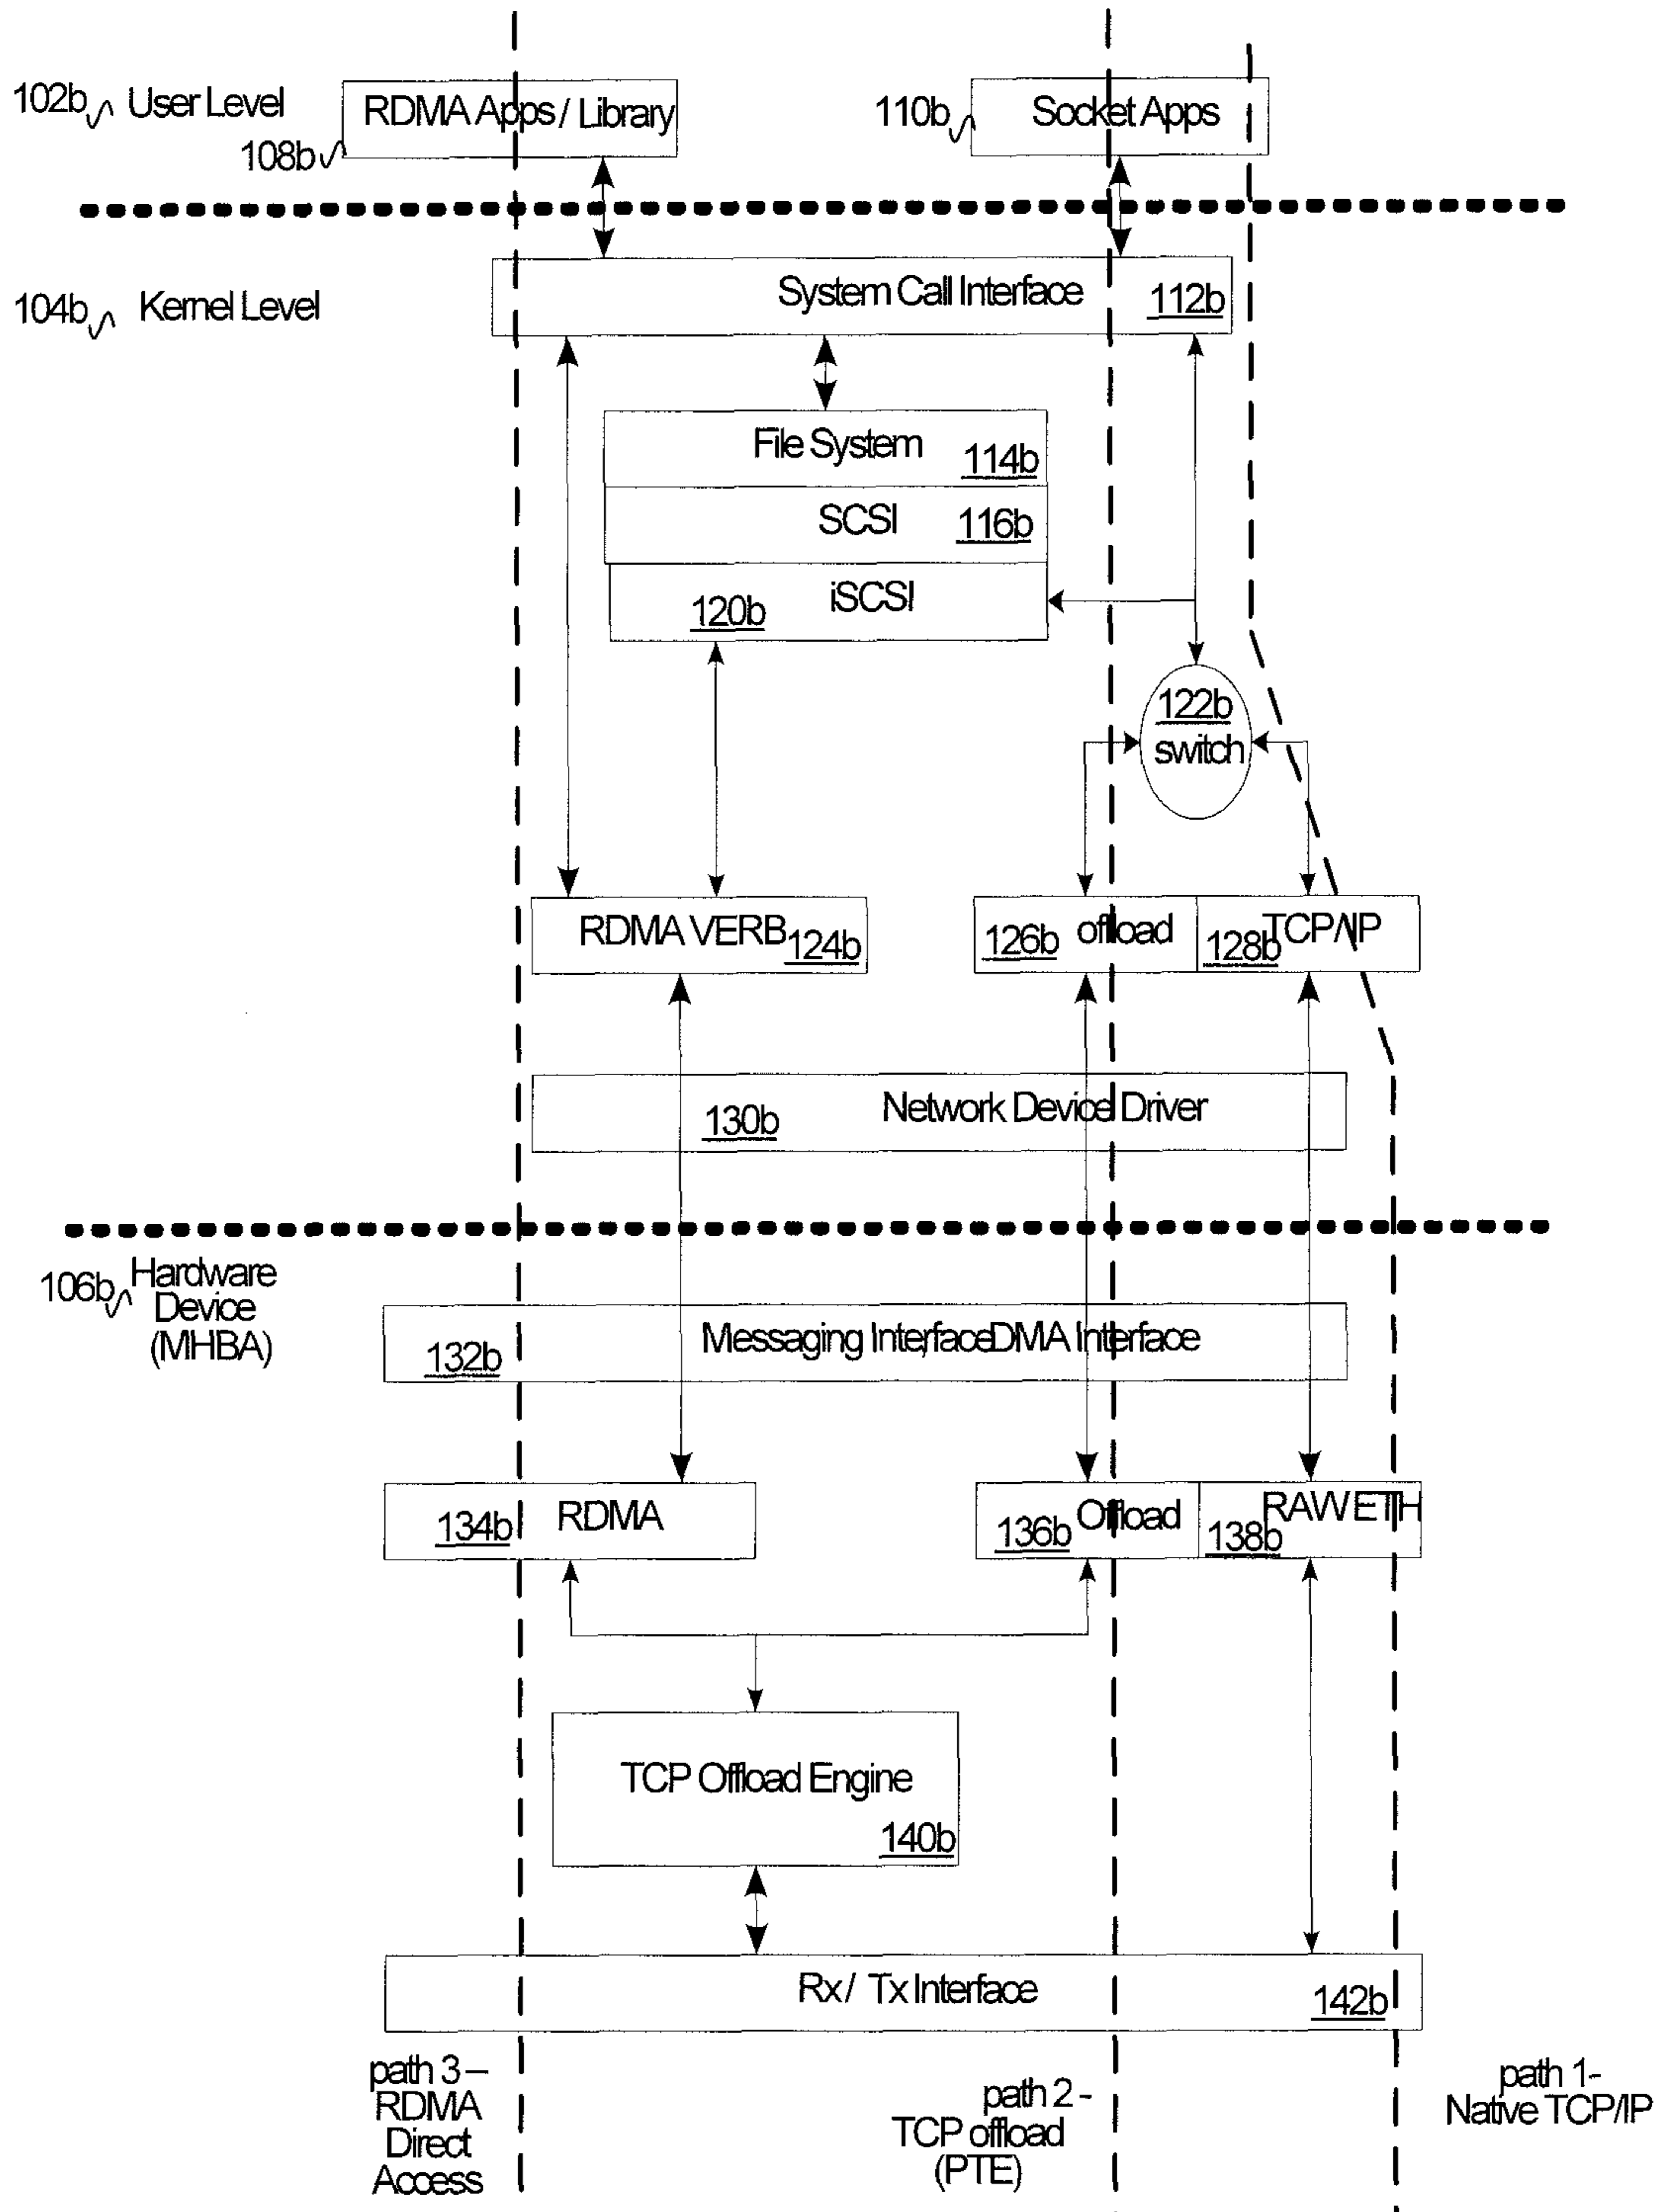 102b User Level
RDMA Apps / Library
108b
110b
Socket Apps
104b Kernel Level
System Call Interface
112b
File System
114b
SCSI
116b
iSCSI
120b
122b
switch
RDMA VERB
124b
126b
offload
128b
TCP/IP
130b
Network Device Driver
106b
Hardware
Device
(MHBA)
132b
Messaging Interface/DMA Interface
134b
RDMA
136b
Offload
138b
RAW ETH
TCP Offload Engine
140b
Rx / Tx Interface
142b
path 3 –
RDMA
Direct
Access
path 2 -
TCP offload
(PTE)
path 1-
Native TCP/IP